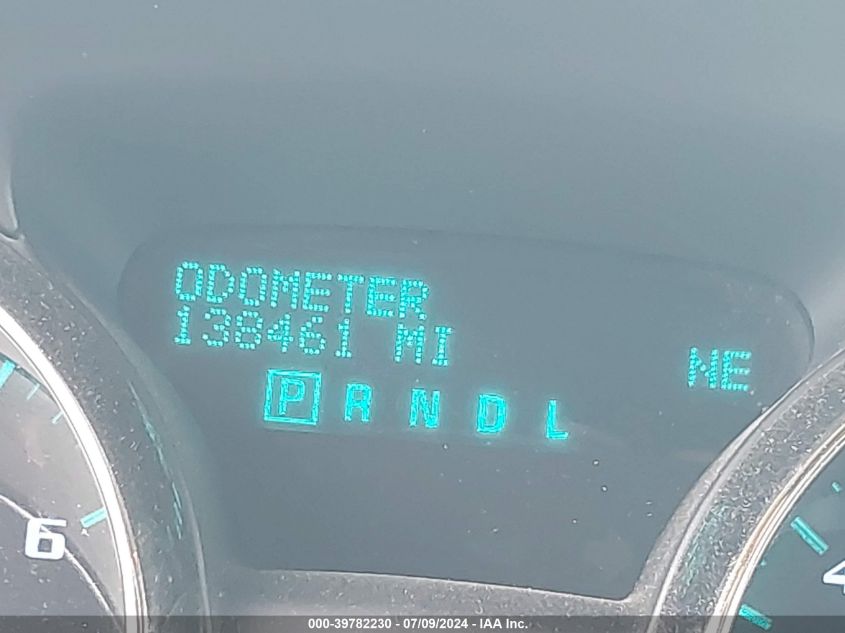 ODOMETER
138461 MI
NE
P R N D L
6
4
000-39782230 - 07/09/2024 - IAA Inc.